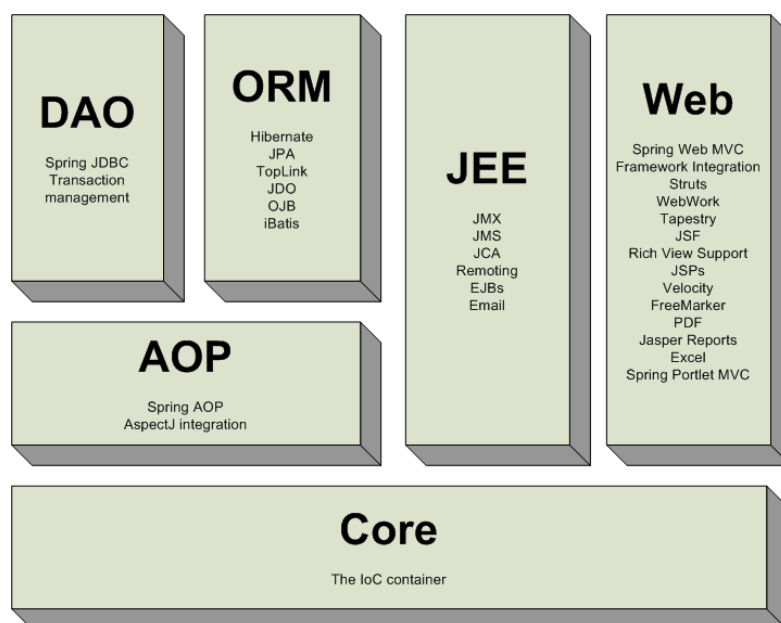 DAO
Spring JDBC
Transaction
management
ORM
Hibernate
JPA
TopLink
JDO
OJB
iBatis
JEE
JMX
JMS
JCA
Remoting
EJBs
Email
Web
Spring Web MVC
Framework Integration
Struts
WebWork
Tapestry
JSF
Rich View Support
JSPs
Velocity
FreeMarker
PDF
Jasper Reports
Excel
Spring Portlet MVC
AOP
Spring AOP
AspectJ integration
Core
The IoC container